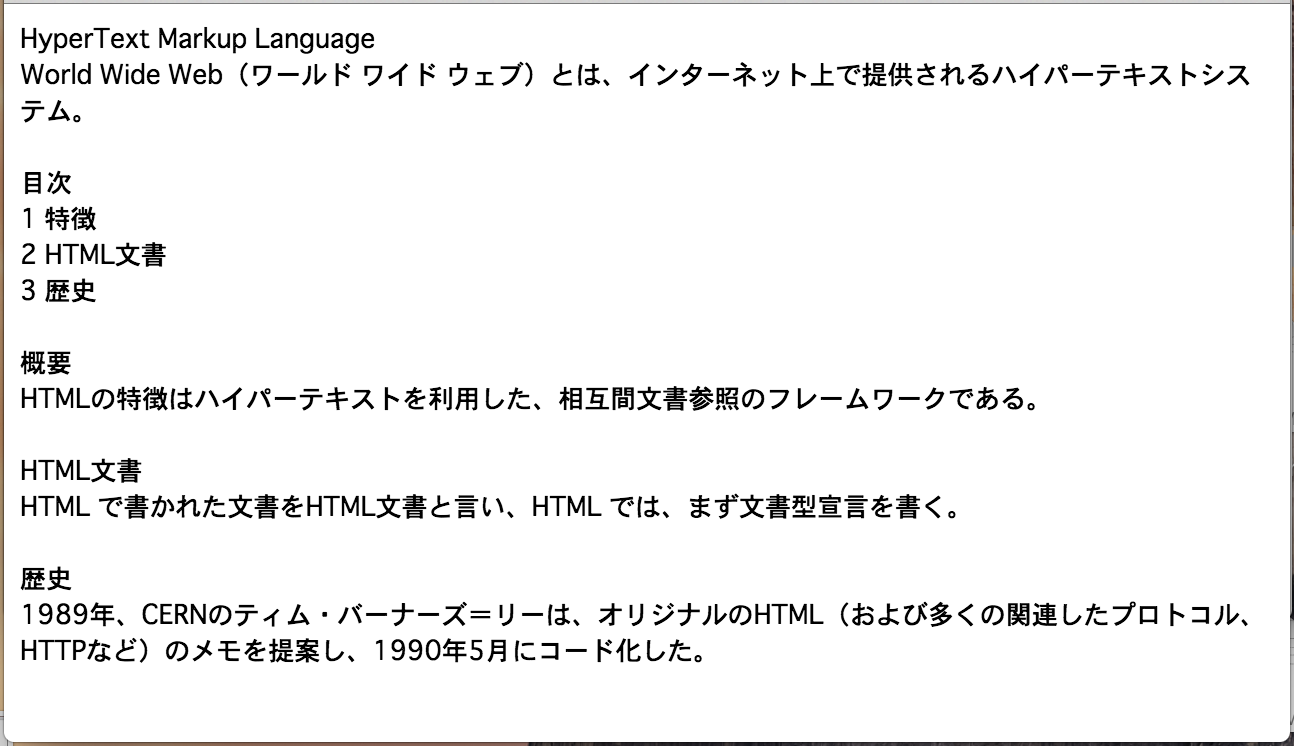 HyperText Markup Language
World Wide Web（ワールド ワイド ウェブ）とは、インターネット上で提供されるハイパーテキストシス
テム。
目次
1 特徴
2 HTML文書
3 歴史
概要
HTMLの特徴はハイパーテキストを利用した、相互間文書参照のフレームワークである。
HTML文書
HTML で書かれた文書をHTML文書と言い、HTML では、まず文書型宣言を書く。
歴史
1989年、CERNのティム・バーナーズ＝リーは、オリジナルのHTML（および多くの関連したプロトコル、
HTTPなど）のメモを提案し、1990年5月にコード化した。